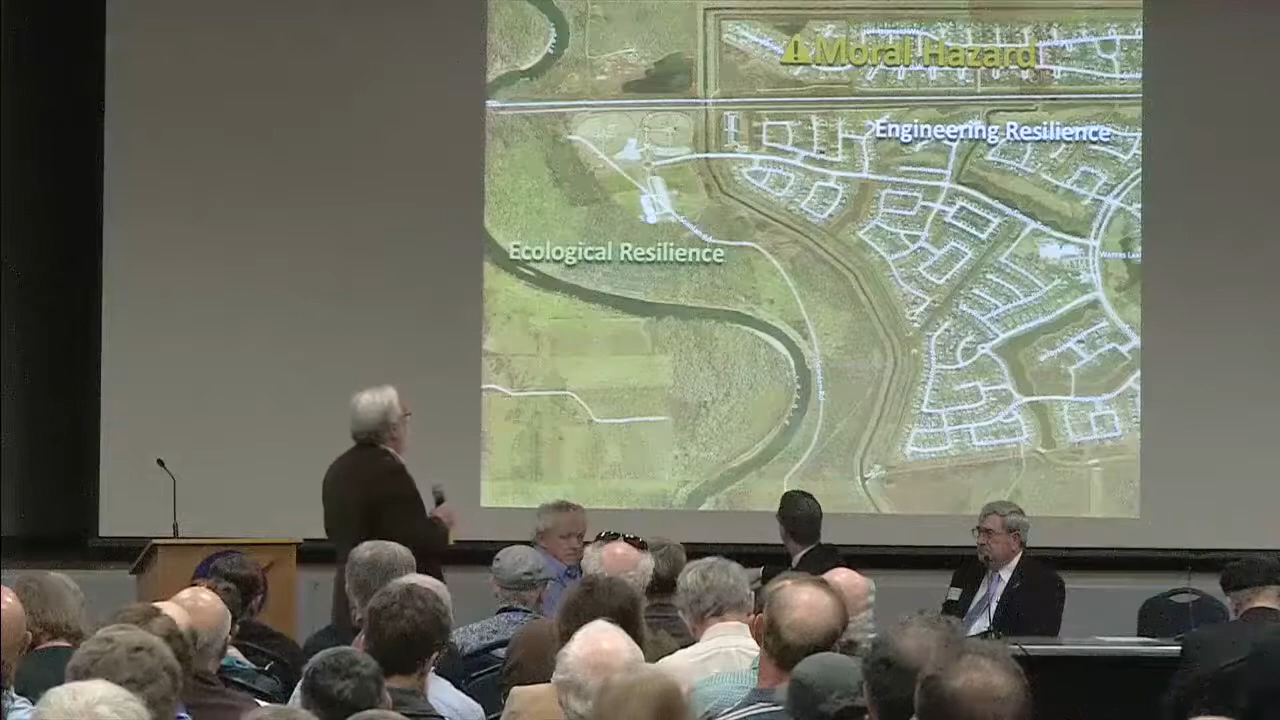 ⚠Moral Hazard
Engineering Resilience
Ecological Resilience